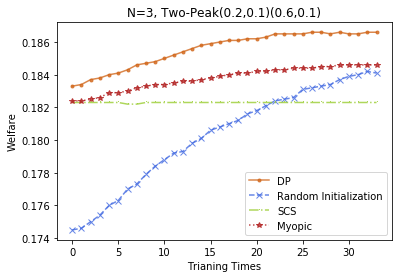 N=3, Two-Peak(0.2,0.1)(0.6,0.1)
0.186
0.184
0.182
0.180
0.178
0.176
0.174
Welfare
DP
Random Initialization
SCS
Myopic
0 5 10 15 20 25 30
Trianing Times